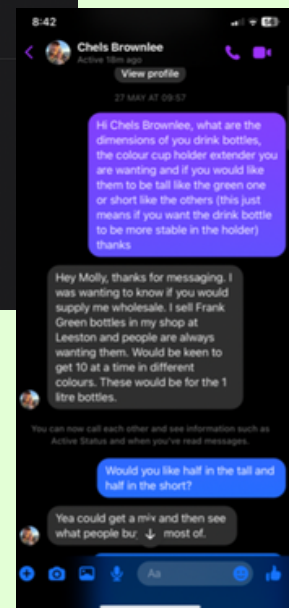 8:42
Chels Brownlee
Active 18m ago
View profile
27 MAY AT 09:57
Hi Chels Brownlee, what are the
dimensions of you drink bottles,
the colour cup holder extender you
are wanting and if you would like
them to be tall like the green one
or short like the others (this just
means if you want the drink bottle
to be more stable in the holder)
thanks
Hey Molly, thanks for messaging. I
was wanting to know if you would
supply me wholesale. I sell Frank
Green bottles in my shop at
Leeston and people are always
wanting them. Would be keen to
get 10 at a time in different
colours. These would be for the 1
litre bottles.
You can now call each other and see information such as
Active Status and when you've read messages.
Would you like half in the tall and
half in the short?
Yea could get a mix and then see
what people buy most of.
Aa